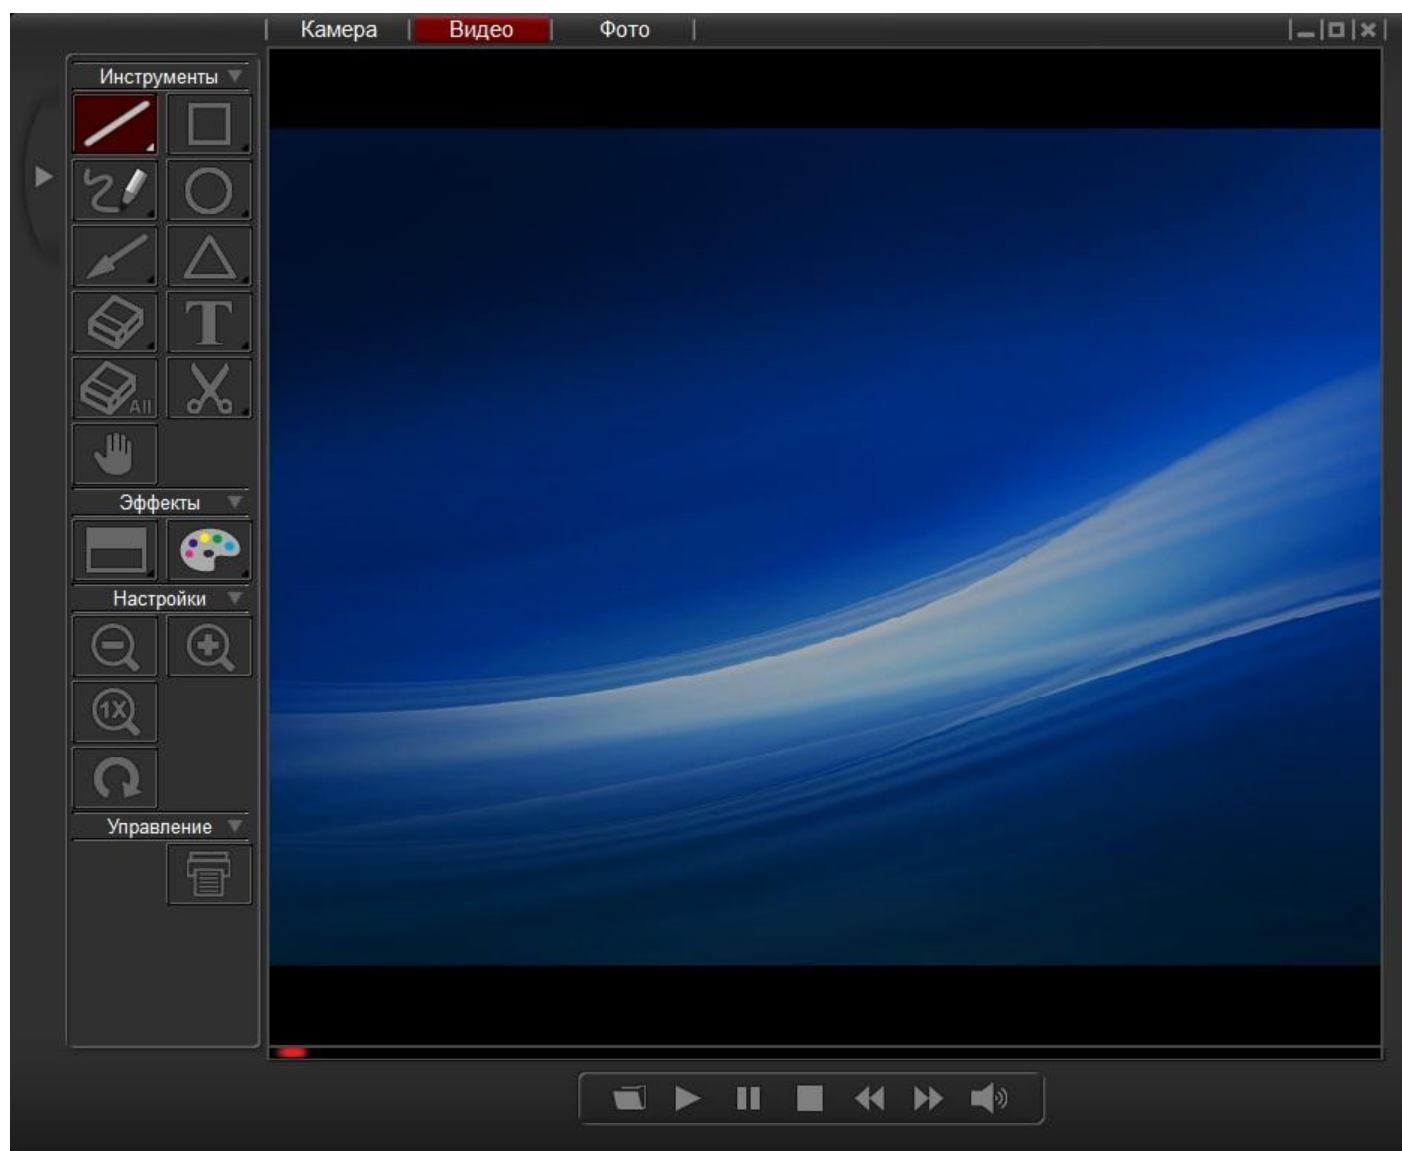 Камера
Видео
Фото
Инструменты
T
All
Эффекты
Настройки
1X
Управление